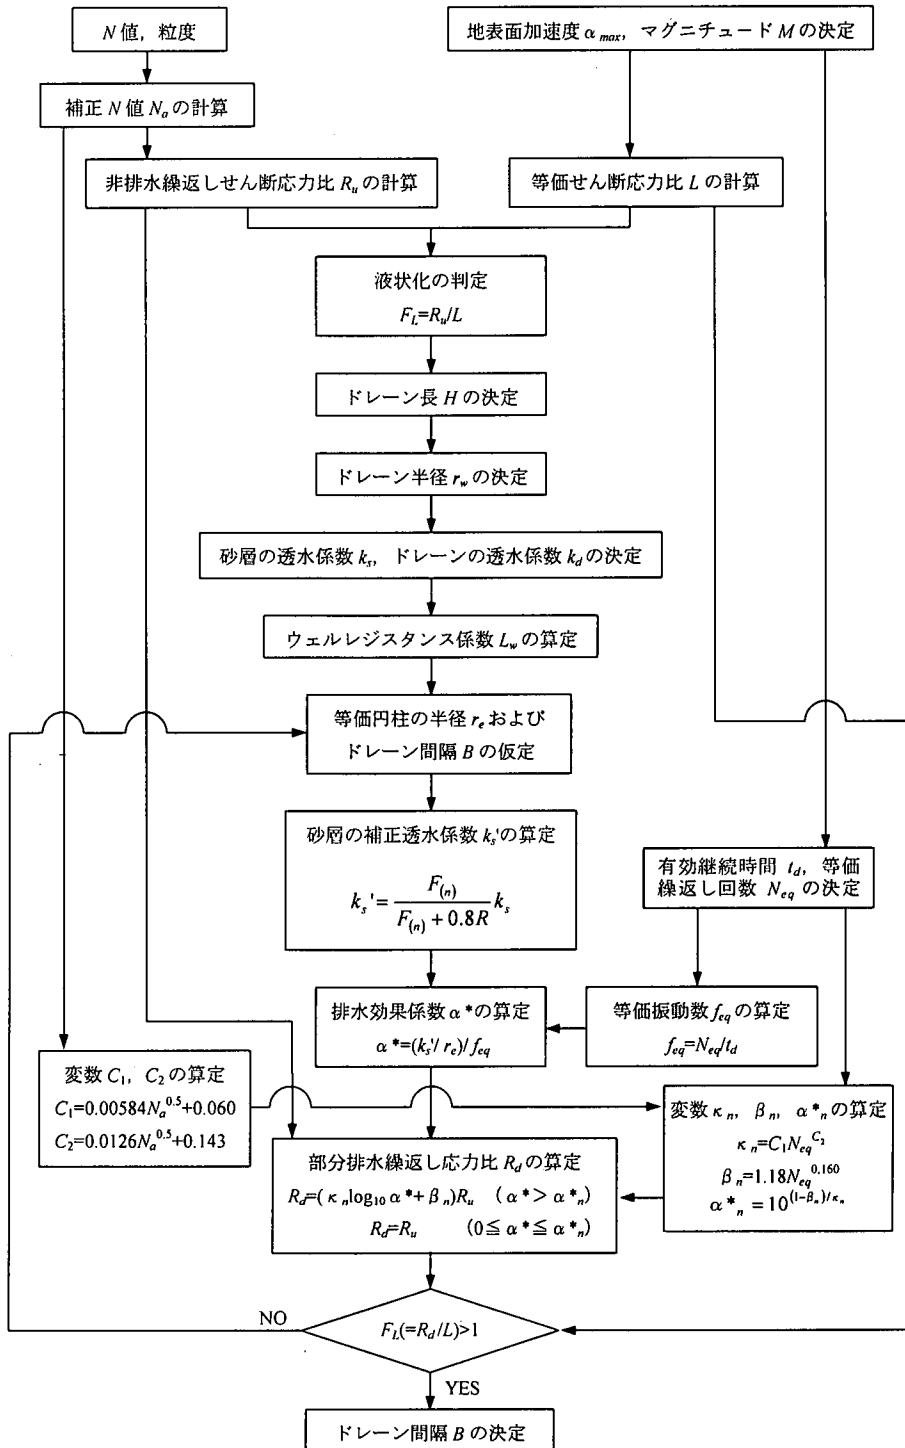 N 値，粒度
地表面加速度 α max，マグニチュード M の決定
補正 N 値 Na の計算
非排水繰返しせん断応力比 Ru の計算
等価せん断応力比 L の計算
液状化の判定
FL=Ru/L
ドレーン長 H の決定
ドレーン半径 rw の決定
砂層の透水係数 ks，ドレーンの透水係数 kd の決定
ウェルレジスタンス係数 Lw の算定
等価円柱の半径 re および
ドレーン間隔 B の仮定
砂層の補正透水係数 ks'の算定
ks'= F(n) / F(n) + 0.8R ks
有効継続時間 td，等価
繰返し回数 Neq の決定
排水効果係数 α*の算定
α*=(ks'/ re)/ feq
等価振動数 feq の算定
feq=Neq/td
変数 C1，C2の算定
C1=0.00584Na^0.5+0.060
C2=0.0126Na^0.5+0.143
変数 κn，βn，α*n の算定
κn=C1Neq^C2
βn=1.18Neq^0.160
α*n = 10^(1-βn)/κn
部分排水繰返し応力比 Rd の算定
Rd=(κn log10 α*+βn)Ru （α*＞α*n）
Rd=Ru （0≦α*≦α*n）
NO
FL(=Rd/L)>1
YES
ドレーン間隔 B の決定